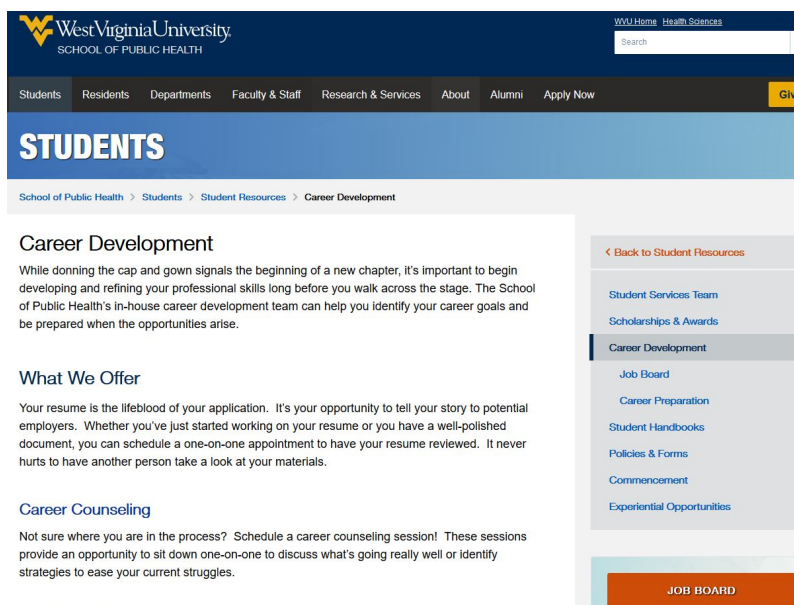 WestVirginiaUniversity.
SCHOOL OF PUBLIC HEALTH
WVU Home Health Sciences
Search
Students Residents Departments Faculty & Staff Research & Services About Alumni Apply Now
STUDENTS
School of Public Health > Students > Student Resources > Career Development
Career Development
While donning the cap and gown signals the beginning of a new chapter, it's important to begin
developing and refining your professional skills long before you walk across the stage. The School
of Public Health's in-house career development team can help you identify your career goals and
be prepared when the opportunities arise.
What We Offer
Your resume is the lifeblood of your application. It's your opportunity to tell your story to potential
employers. Whether you've just started working on your resume or you have a well-polished
document, you can schedule a one-on-one appointment to have your resume reviewed. It never
hurts to have another person take a look at your materials.
Career Counseling
Not sure where you are in the process? Schedule a career counseling session! These sessions
provide an opportunity to sit down one-on-one to discuss what's going really well or identify
strategies to ease your current struggles.
< Back to Student Resources
Student Services Team
Scholarships & Awards
Career Development
Job Board
Career Preparation
Student Handbooks
Policies & Forms
Commencement
Experiential Opportunities
JOB BOARD